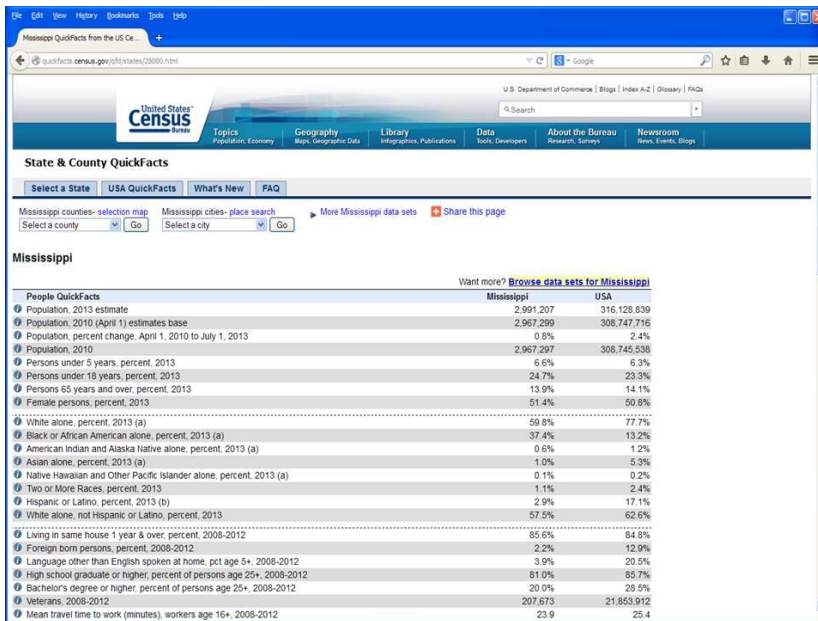 File Edit View History Bookmarks Tools Help
Mississippi QuickFacts from the US Ce... +
quickfacts.census.gov/qfd/states/28000.html Google
U.S. Department of Commerce | Blogs | Index A-Z | Glossary | FAQs
United States Census Bureau
Search
Topics Geography Library Data About the Bureau Newsroom
Population, Economy Maps, Geographic Data Infographics, Publications Tools, Developers Research, Surveys News, Events, Blogs
State & County QuickFacts
Select a State USA QuickFacts What's New FAQ
Mississippi counties- selection map Mississippi cities- place search More Mississippi data sets Share this page
Select a county Go Select a city Go
Mississippi
Want more? Browse data sets for Mississippi
People QuickFacts Mississippi USA
Population, 2013 estimate 2,991,207 316,128,839
Population, 2010 (April 1) estimates base 2,967,299 308,747,716
Population, percent change, April 1, 2010 to July 1, 2013 0.8% 2.4%
Population, 2010 2,967,297 308,745,538
Persons under 5 years, percent, 2013 6.6% 6.3%
Persons under 18 years, percent, 2013 24.7% 23.3%
Persons 65 years and over, percent, 2013 13.9% 14.1%
Female persons, percent, 2013 51.4% 50.8%
White alone, percent, 2013 (a) 59.8% 77.7%
Black or African American alone, percent, 2013 (a) 37.4% 13.2%
American Indian and Alaska Native alone, percent, 2013 (a) 0.6% 1.2%
Asian alone, percent, 2013 (a) 1.0% 5.3%
Native Hawaiian and Other Pacific Islander alone, percent, 2013 (a) 0.1% 0.2%
Two or More Races, percent, 2013 1.1% 2.4%
Hispanic or Latino, percent, 2013 (b) 2.9% 17.1%
White alone, not Hispanic or Latino, percent, 2013 57.5% 62.6%
Living in same house 1 year & over, percent, 2008-2012 85.6% 84.8%
Foreign born persons, percent, 2008-2012 2.2% 12.9%
Language other than English spoken at home, pct age 5+, 2008-2012 3.9% 20.5%
High school graduate or higher, percent of persons age 25+, 2008-2012 81.0% 85.7%
Bachelor's degree or higher, percent of persons age 25+, 2008-2012 20.0% 28.5%
Veterans, 2008-2012 207,673 21,853,912
Mean travel time to work (minutes), workers age 16+, 2008-2012 23.9 25.4